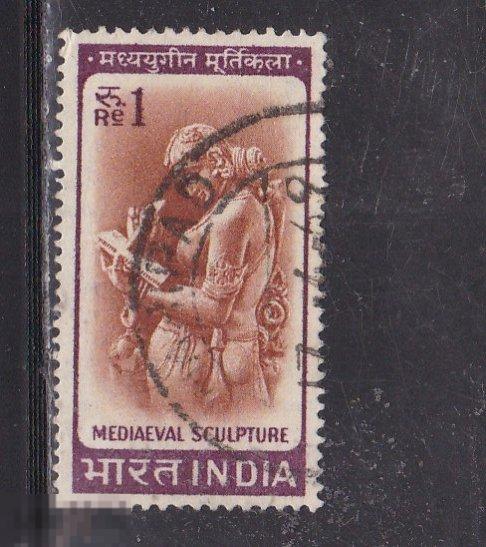 · मध्ययुगीन मूर्तिकला ·
रु. 1
Re
MEDIAEVAL SCULPTURE
भारत INDIA